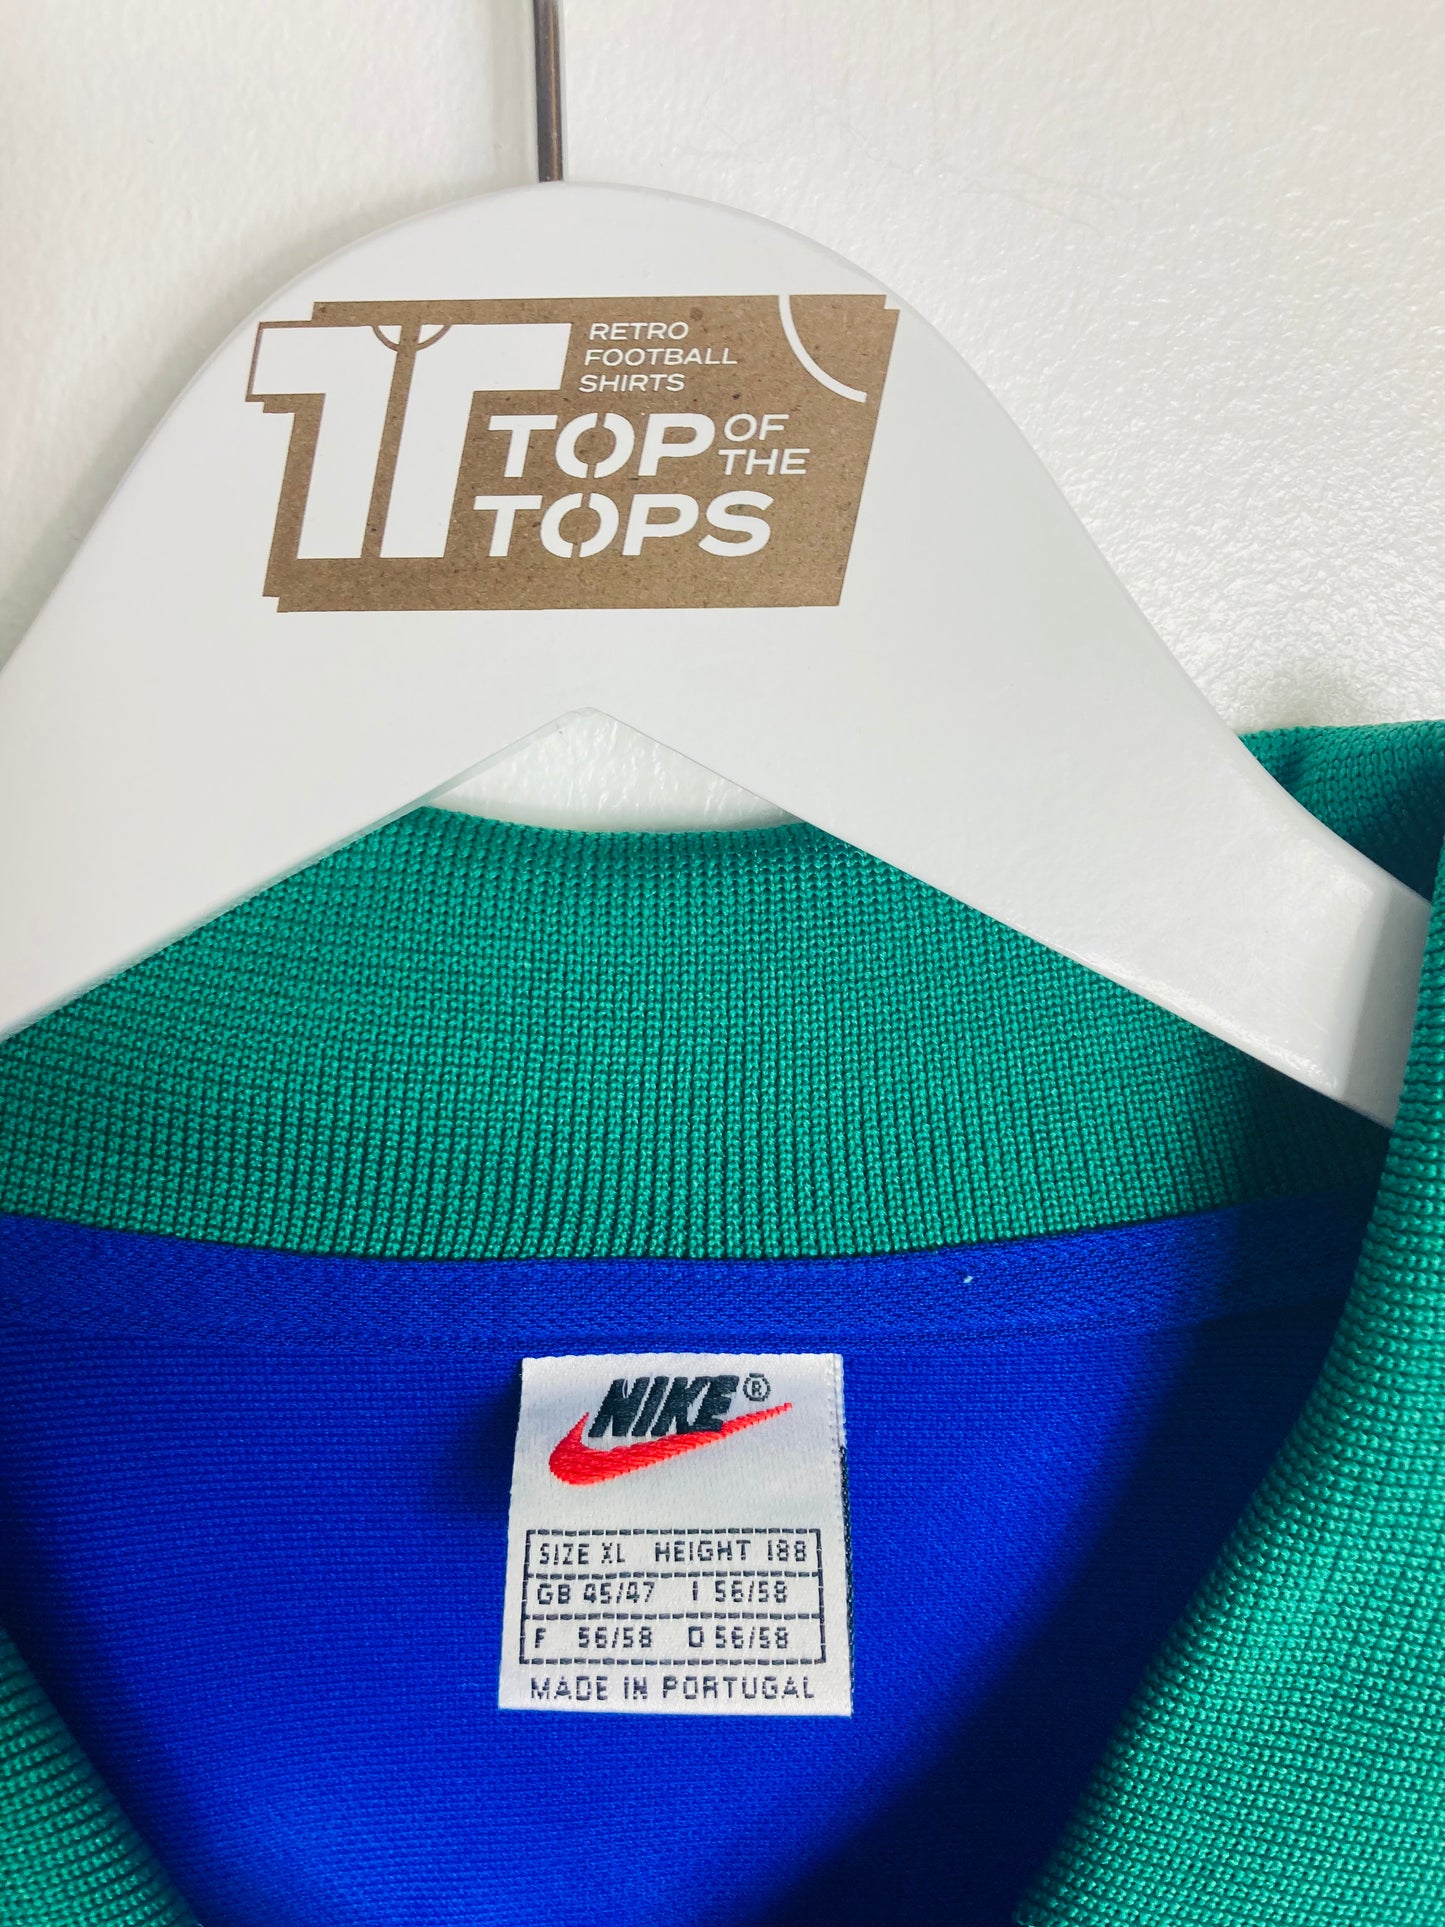 RETRO
FOOTBALL
SHIRTS
TOP OF THE
TOPS
NIKE®
SIZE XL HEIGHT 188
GB 45/47 I 56/58
F 56/58 D 56/58
MADE IN PORTUGAL